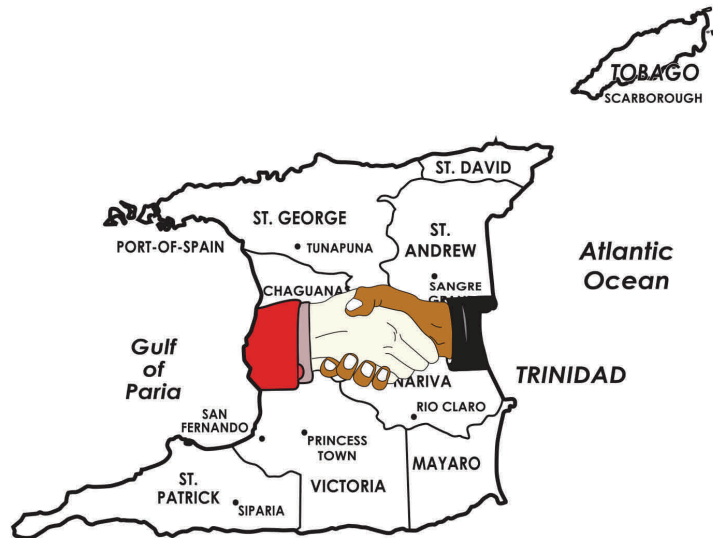 TOBAGO
SCARBOROUGH
ST. DAVID
ST. GEORGE
ST.
ANDREW
PORT-OF-SPAIN
TUNAPUNA
Atlantic
Ocean
SANGRE
CHAGUANAS
Gulf
of
Paria
TRINIDAD
NARIVA
RIO CLARO
SAN
FERNANDO
PRINCESS
TOWN
MAYARO
ST.
PATRICK
VICTORIA
SIPARIA